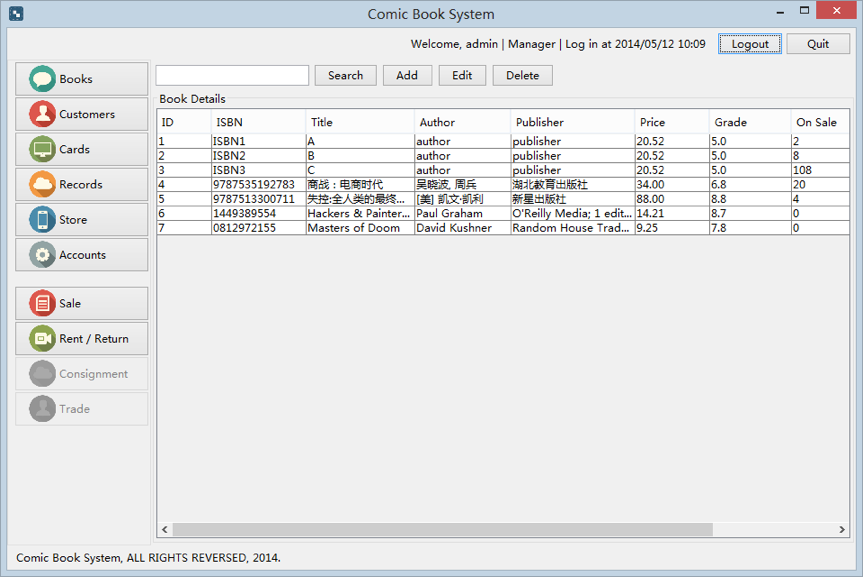 Comic Book System
Welcome, admin | Manager | Log in at 2014/05/12 10:09 Logout Quit
Books
Customers
Cards
Records
Store
Accounts
Sale
Rent / Return
Consignment
Trade
Search Add Edit Delete
Book Details
ID ISBN Title Author Publisher Price Grade On Sale
1 ISBN1 A author publisher 20.52 5.0 2
2 ISBN2 B author publisher 20.52 5.0 8
3 ISBN3 C author publisher 20.52 5.0 108
4 9787535192783 商战：电商时代 吴晓波, 周兵 湖北教育出版社 34.00 6.8 20
5 9787513300711 失控:全人类的最终... [美] 凯文·凯利 新星出版社 88.00 8.8 4
6 1449389554 Hackers & Painter... Paul Graham O'Reilly Media; 1 edit... 14.21 8.7 0
7 0812972155 Masters of Doom David Kushner Random House Trad... 9.25 7.8 0
Comic Book System, ALL RIGHTS REVERSED, 2014.